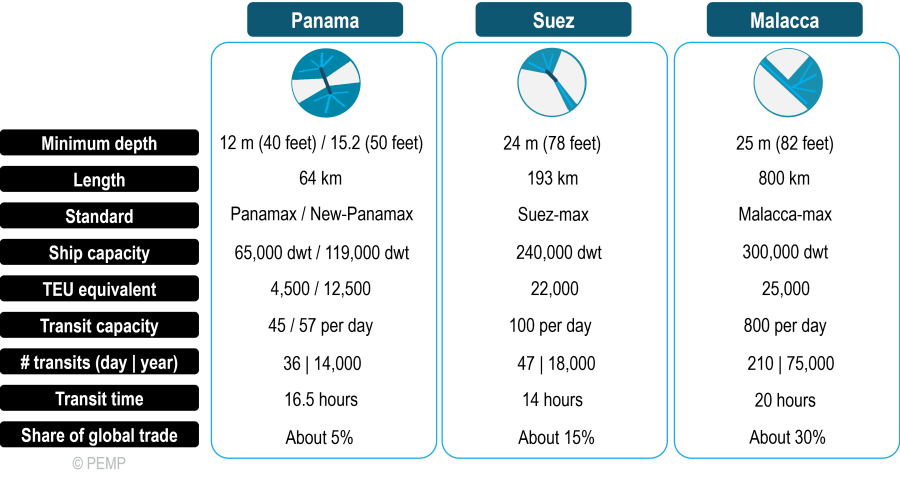 Panama Suez Malacca
Minimum depth 12 m (40 feet) / 15.2 (50 feet) 24 m (78 feet) 25 m (82 feet)
Length 64 km 193 km 800 km
Standard Panamax / New-Panamax Suez-max Malacca-max
Ship capacity 65,000 dwt / 119,000 dwt 240,000 dwt 300,000 dwt
TEU equivalent 4,500 / 12,500 22,000 25,000
Transit capacity 45 / 57 per day 100 per day 800 per day
# transits (day | year) 36 | 14,000 47 | 18,000 210 | 75,000
Transit time 16.5 hours 14 hours 20 hours
Share of global trade About 5% About 15% About 30%
© PEMP